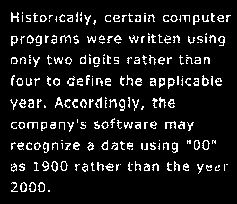 Historically, certain computer
programs were written using
only two digits rather than
four to define the applicable
year. Accordingly, the
company's software may
recognize a date using "00"
as 1900 rather than the year
2000.